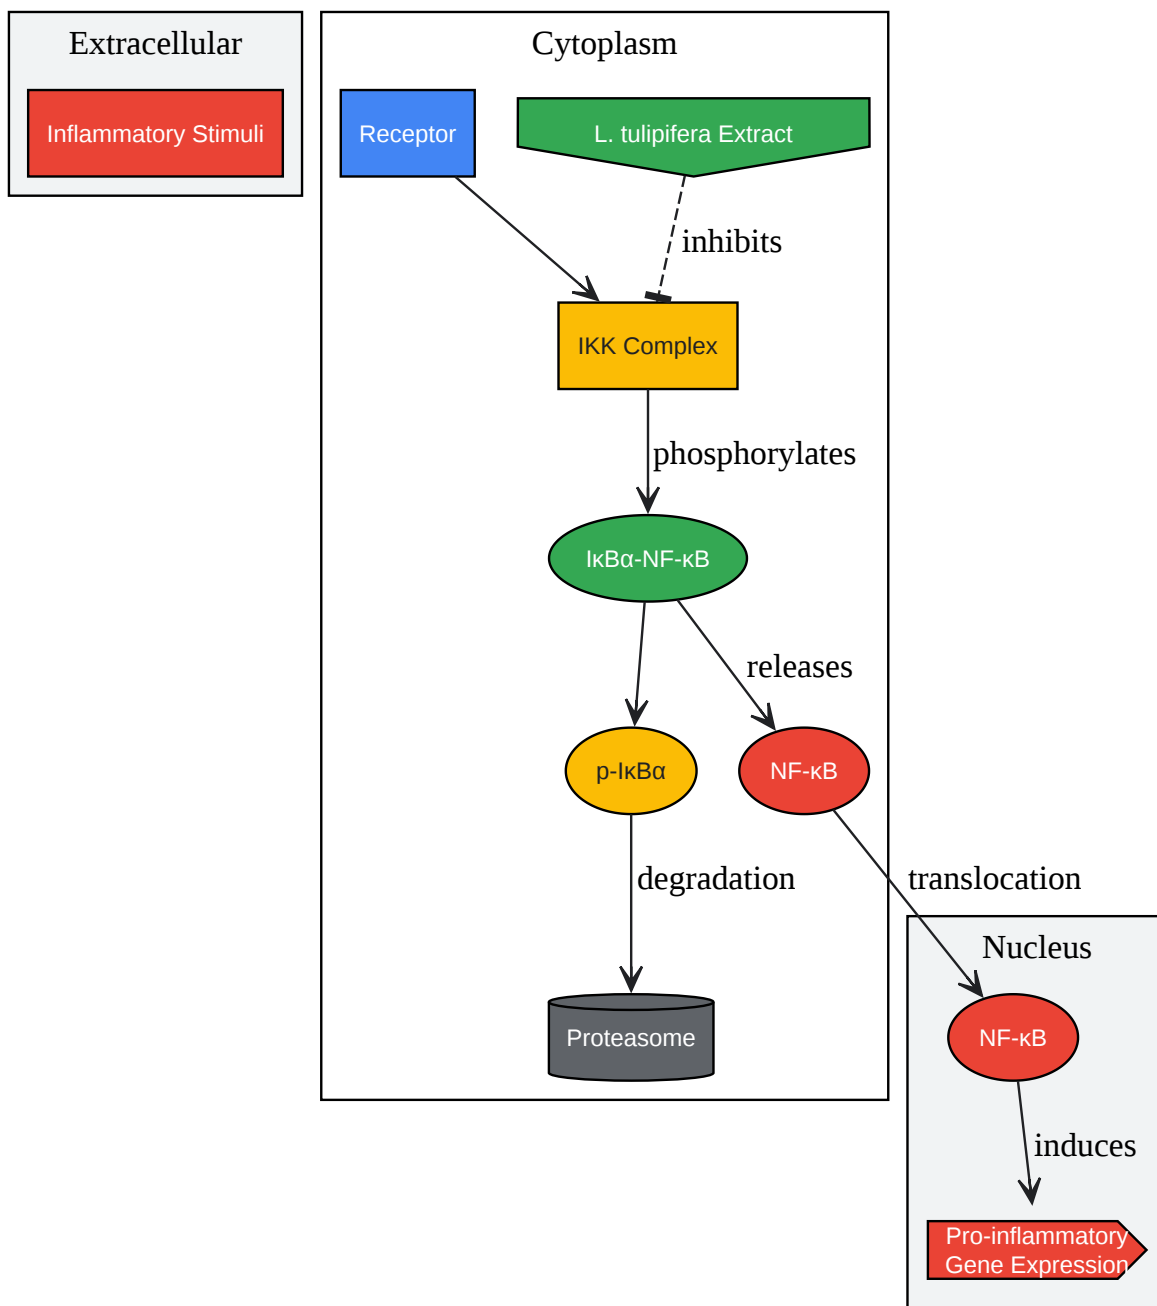 Extracellular
Inflammatory Stimuli
Cytoplasm
Receptor
L. tulipifera Extract
inhibits
IKK Complex
phosphorylates
IκBα-NF-κB
releases
p-IκBα
NF-κB
degradation
translocation
Proteasome
Nucleus
NF-κB
induces
Pro-inflammatory
Gene Expression